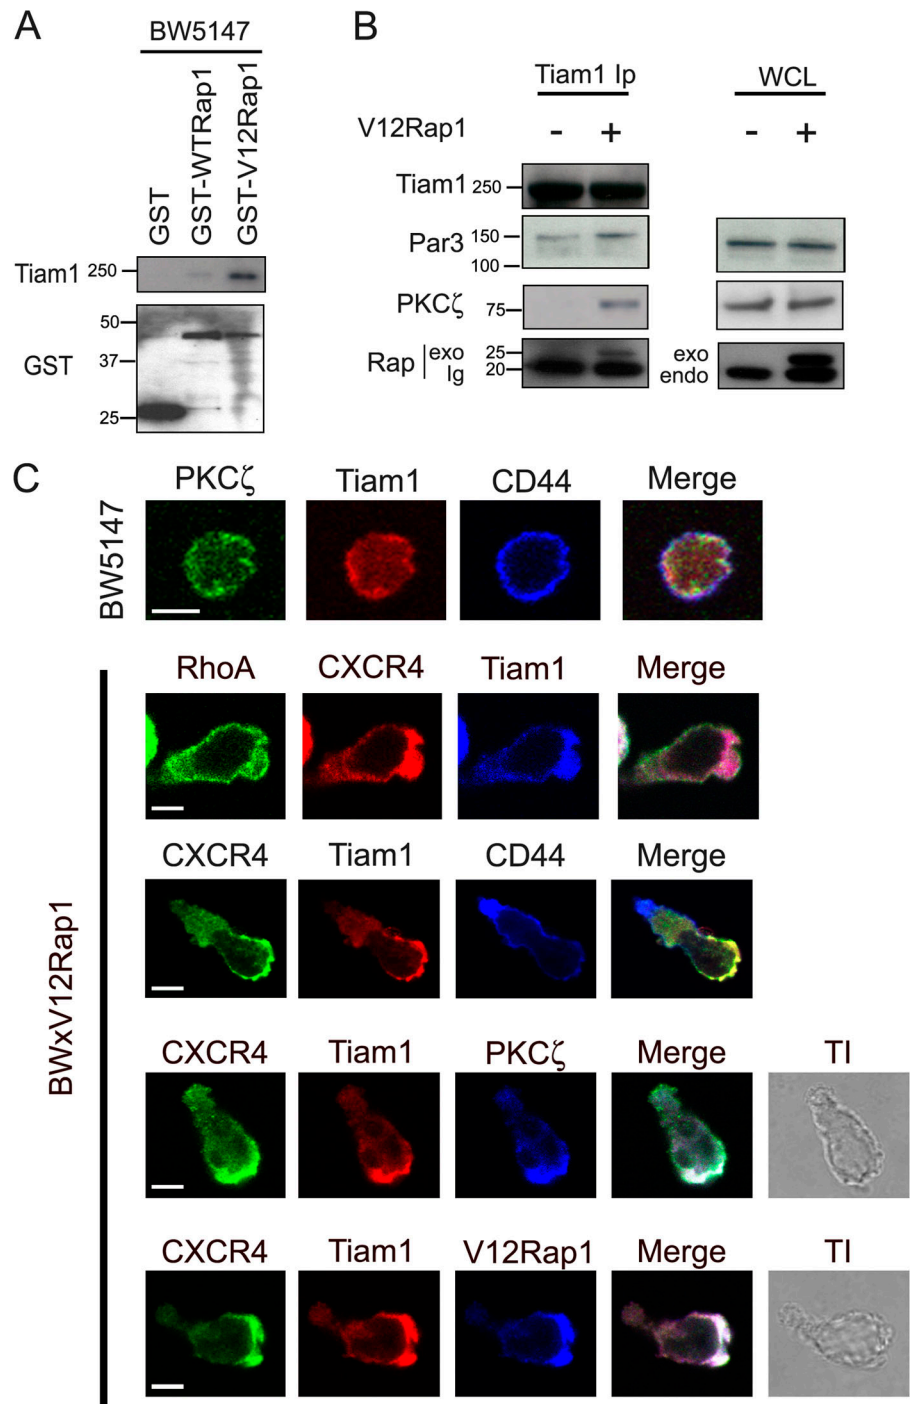 A
BW5147
GST
GST-WTRap1
GST-V12Rap1
Tiam1 250
50
37
GST
25
B
Tiam1 Ip WCL
V12Rap1 - + - +
Tiam1 250
Par3 150
100
PKCζ 75
Rap exo 25 exo
Ig 20 endo
C
PKCζ Tiam1 CD44 Merge
BW5147
RhoA CXCR4 Tiam1 Merge
BWxV12Rap1
CXCR4 Tiam1 CD44 Merge
CXCR4 Tiam1 PKCζ Merge TI
CXCR4 Tiam1 V12Rap1 Merge TI